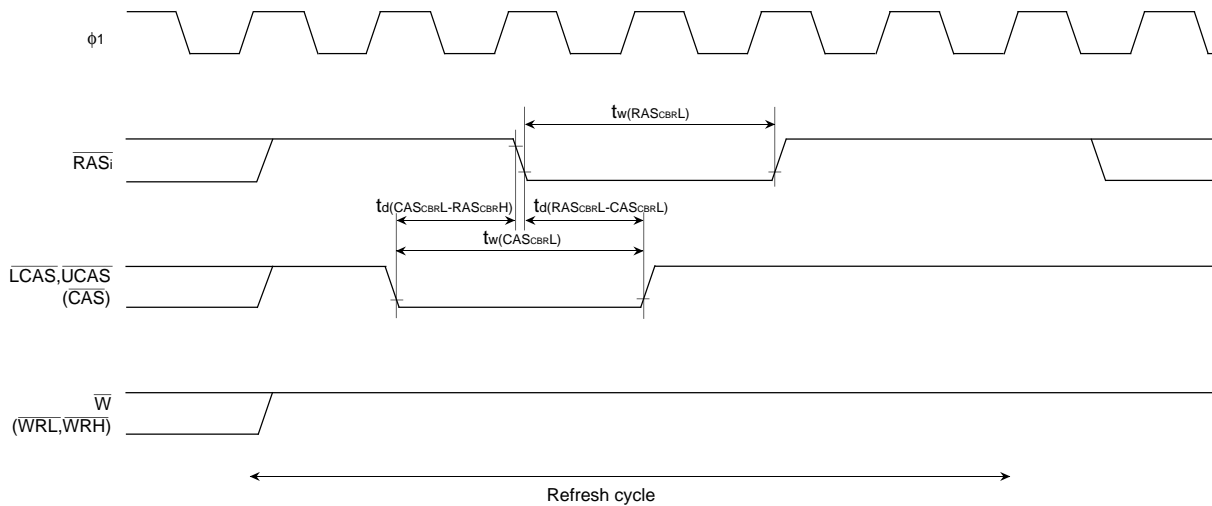 ϕ1
tw(RASCBRL)
RASi
td(CASCBRL-RASCBRH)
td(RASCBRL-CASCBRL)
tw(CASCBRL)
LCAS,UCAS
(CAS)
W
(WRL,WRH)
Refresh cycle